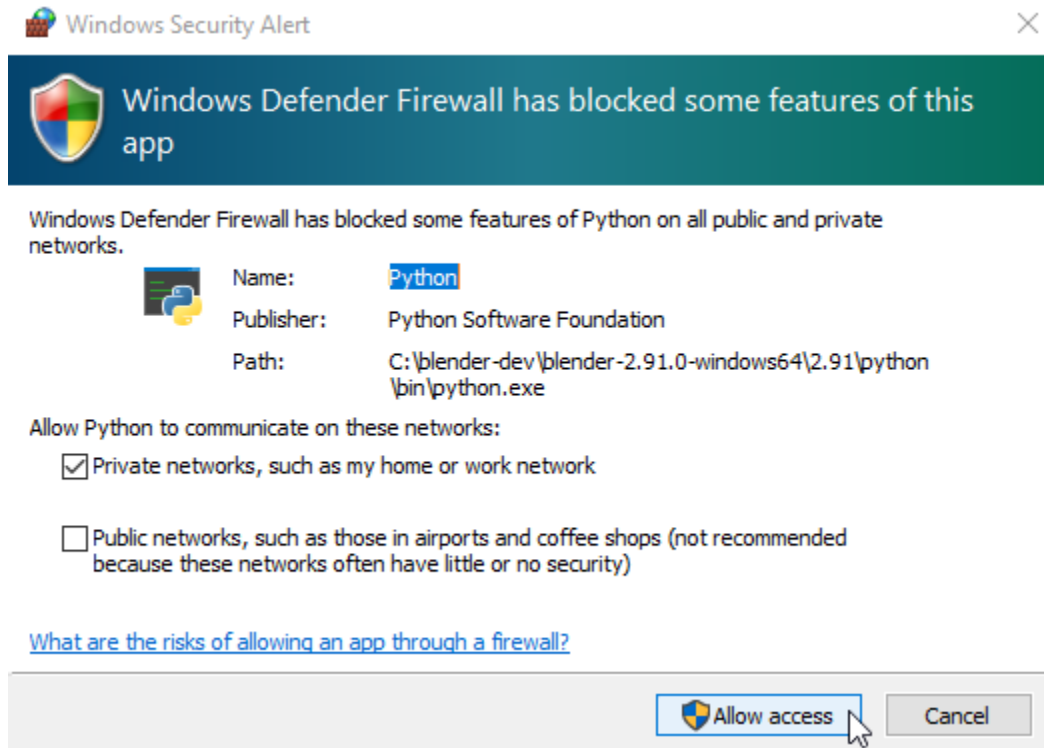 Windows Security Alert
Windows Defender Firewall has blocked some features of this
app
Windows Defender Firewall has blocked some features of Python on all public and private
networks.
Name: Python
Publisher: Python Software Foundation
Path: C:\blender-dev\blender-2.91.0-windows64\2.91\python
\bin\python.exe
Allow Python to communicate on these networks:
Private networks, such as my home or work network
Public networks, such as those in airports and coffee shops (not recommended
because these networks often have little or no security)
What are the risks of allowing an app through a firewall?
Allow access Cancel